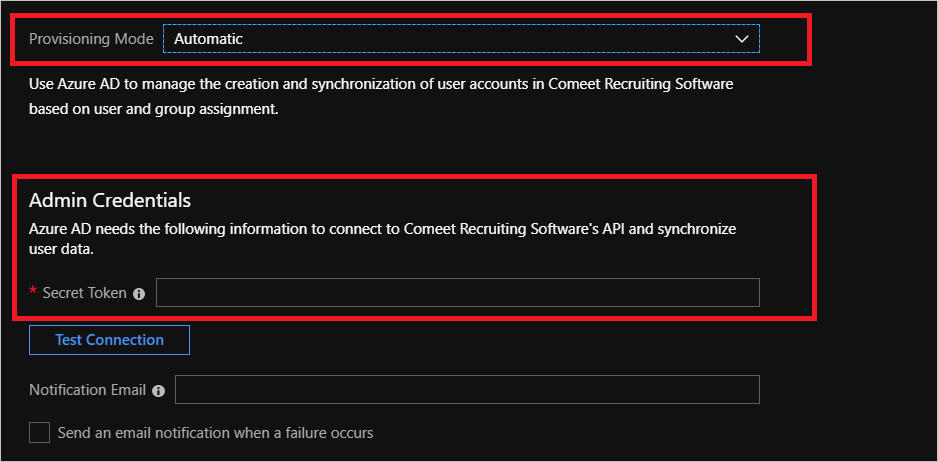 Provisioning Mode Automatic
Use Azure AD to manage the creation and synchronization of user accounts in Comeet Recruiting Software
based on user and group assignment.
Admin Credentials
Azure AD needs the following information to connect to Comeet Recruiting Software's API and synchronize
user data.
* Secret Token
Test Connection
Notification Email
Send an email notification when a failure occurs